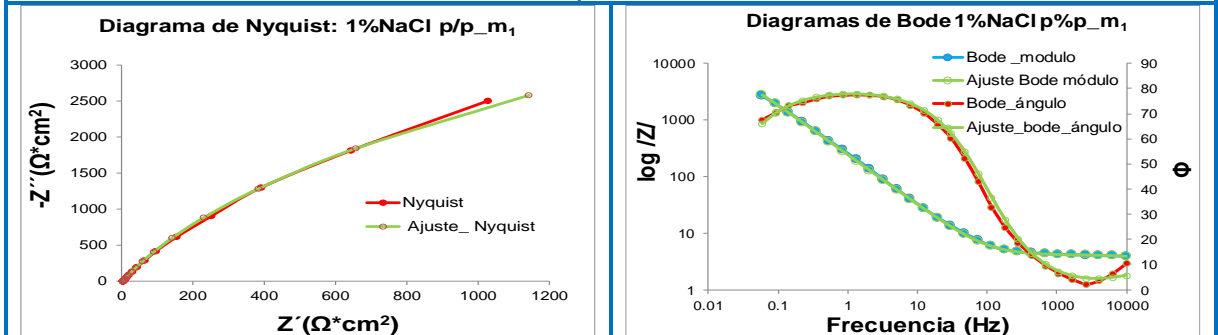 Diagrama de Nyquist: 1%NaCl p/p_m₁
3000
2500
2000
1500
1000
500
0
-Z´´(Ω*cm²)
Nyquist
Ajuste_ Nyquist
0 200 400 600 800 1000 1200
Z´(Ω*cm²)
Diagramas de Bode 1%NaCl p%p_m₁
Bode _modulo
Ajuste Bode módulo
Bode_ángulo
Ajuste_bode_ángulo
10000
1000
100
10
1
log /Z/
90
80
70
60
50
40
30
20
10
0
Φ
0.01 0.1 1 10 100 1000 10000
Frecuencia (Hz)